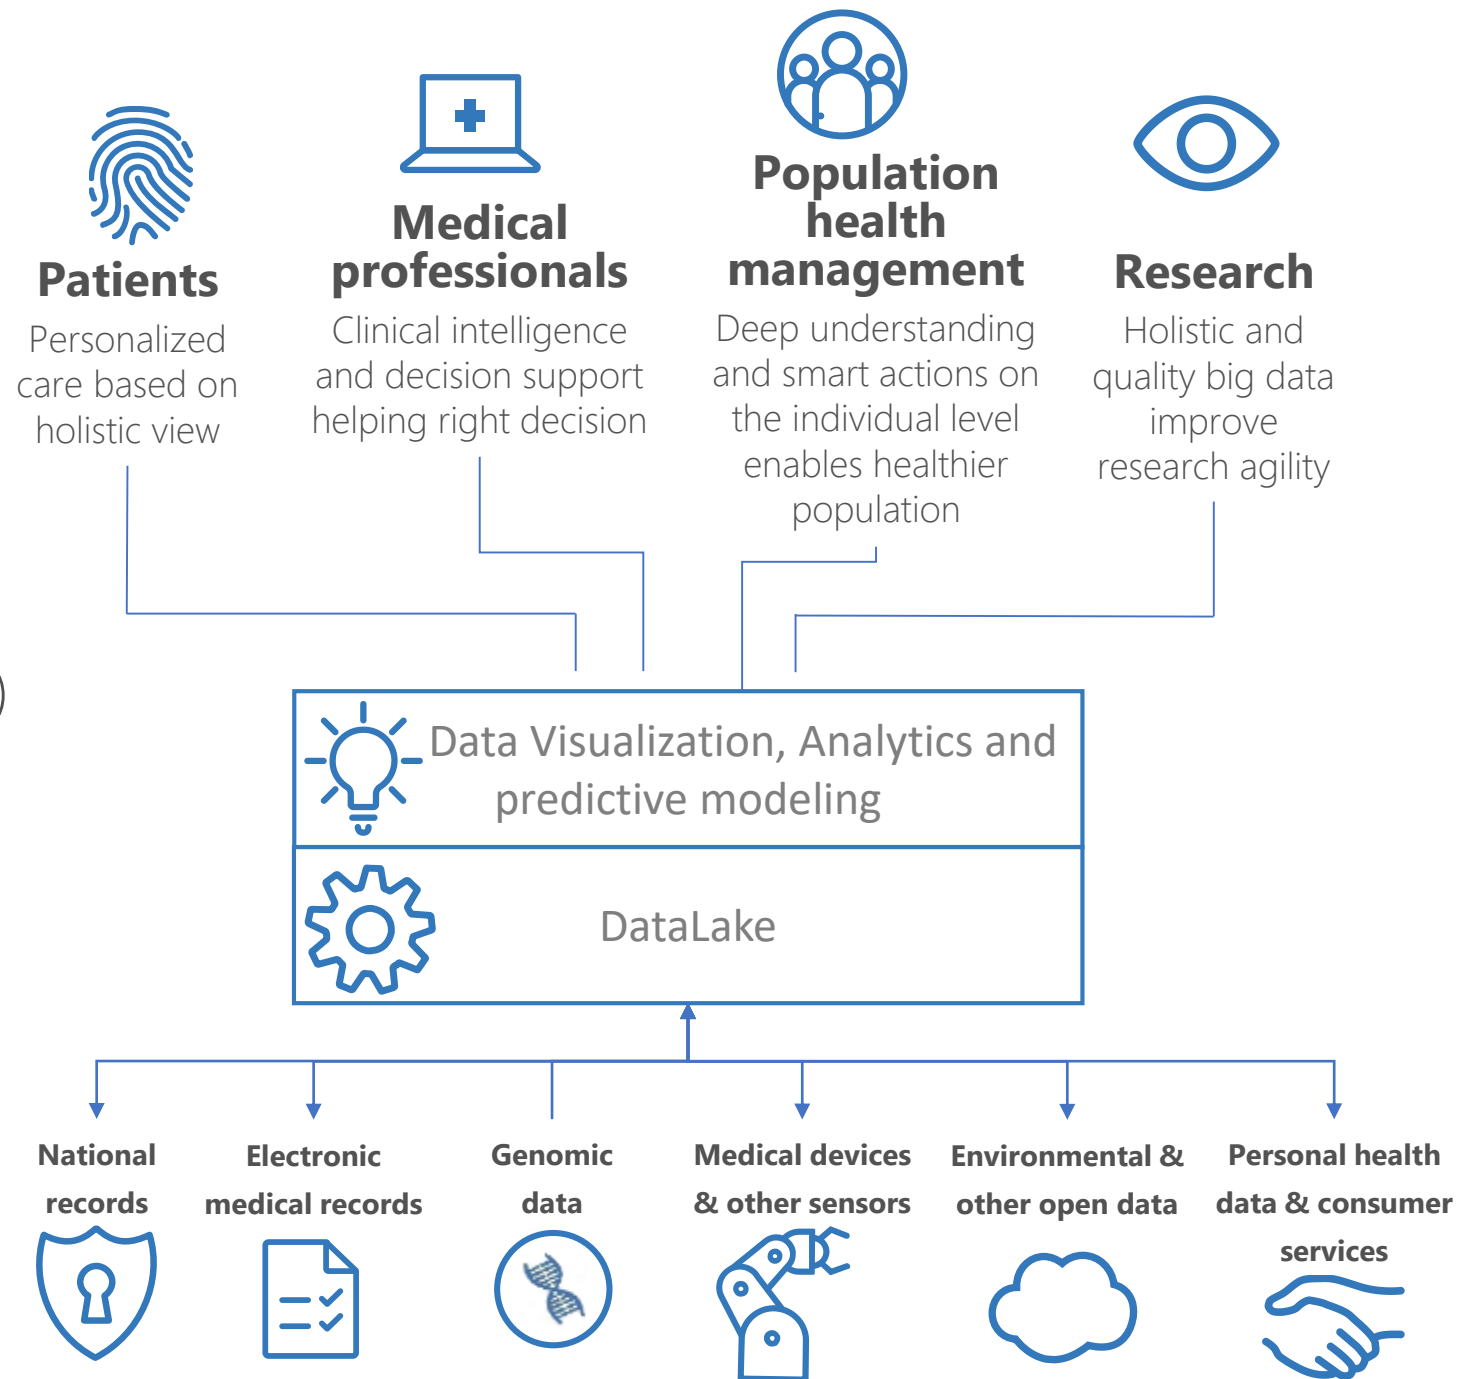 Patients
Personalized
care based on
holistic view
Medical
professionals
Clinical intelligence
and decision support
helping right decision
Population
health
management
Deep understanding
and smart actions on
the individual level
enables healthier
population
Research
Holistic and
quality big data
improve
research agility
Data Visualization, Analytics and
predictive modeling
DataLake
National
records
Electronic
medical records
Genomic
data
Medical devices
& other sensors
Environmental &
other open data
Personal health
data & consumer
services